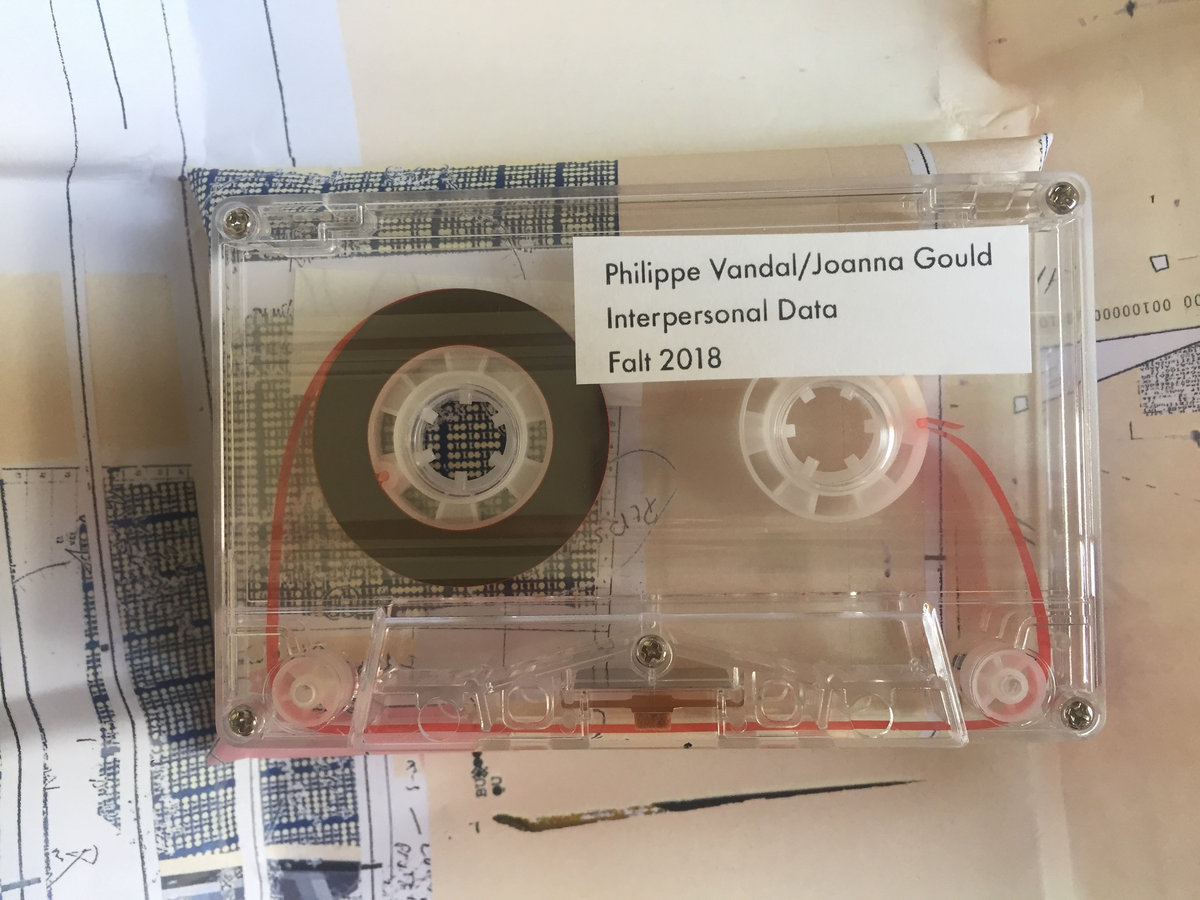 Philippe Vandal/Joanna Gould
Interpersonal Data
Falt 2018